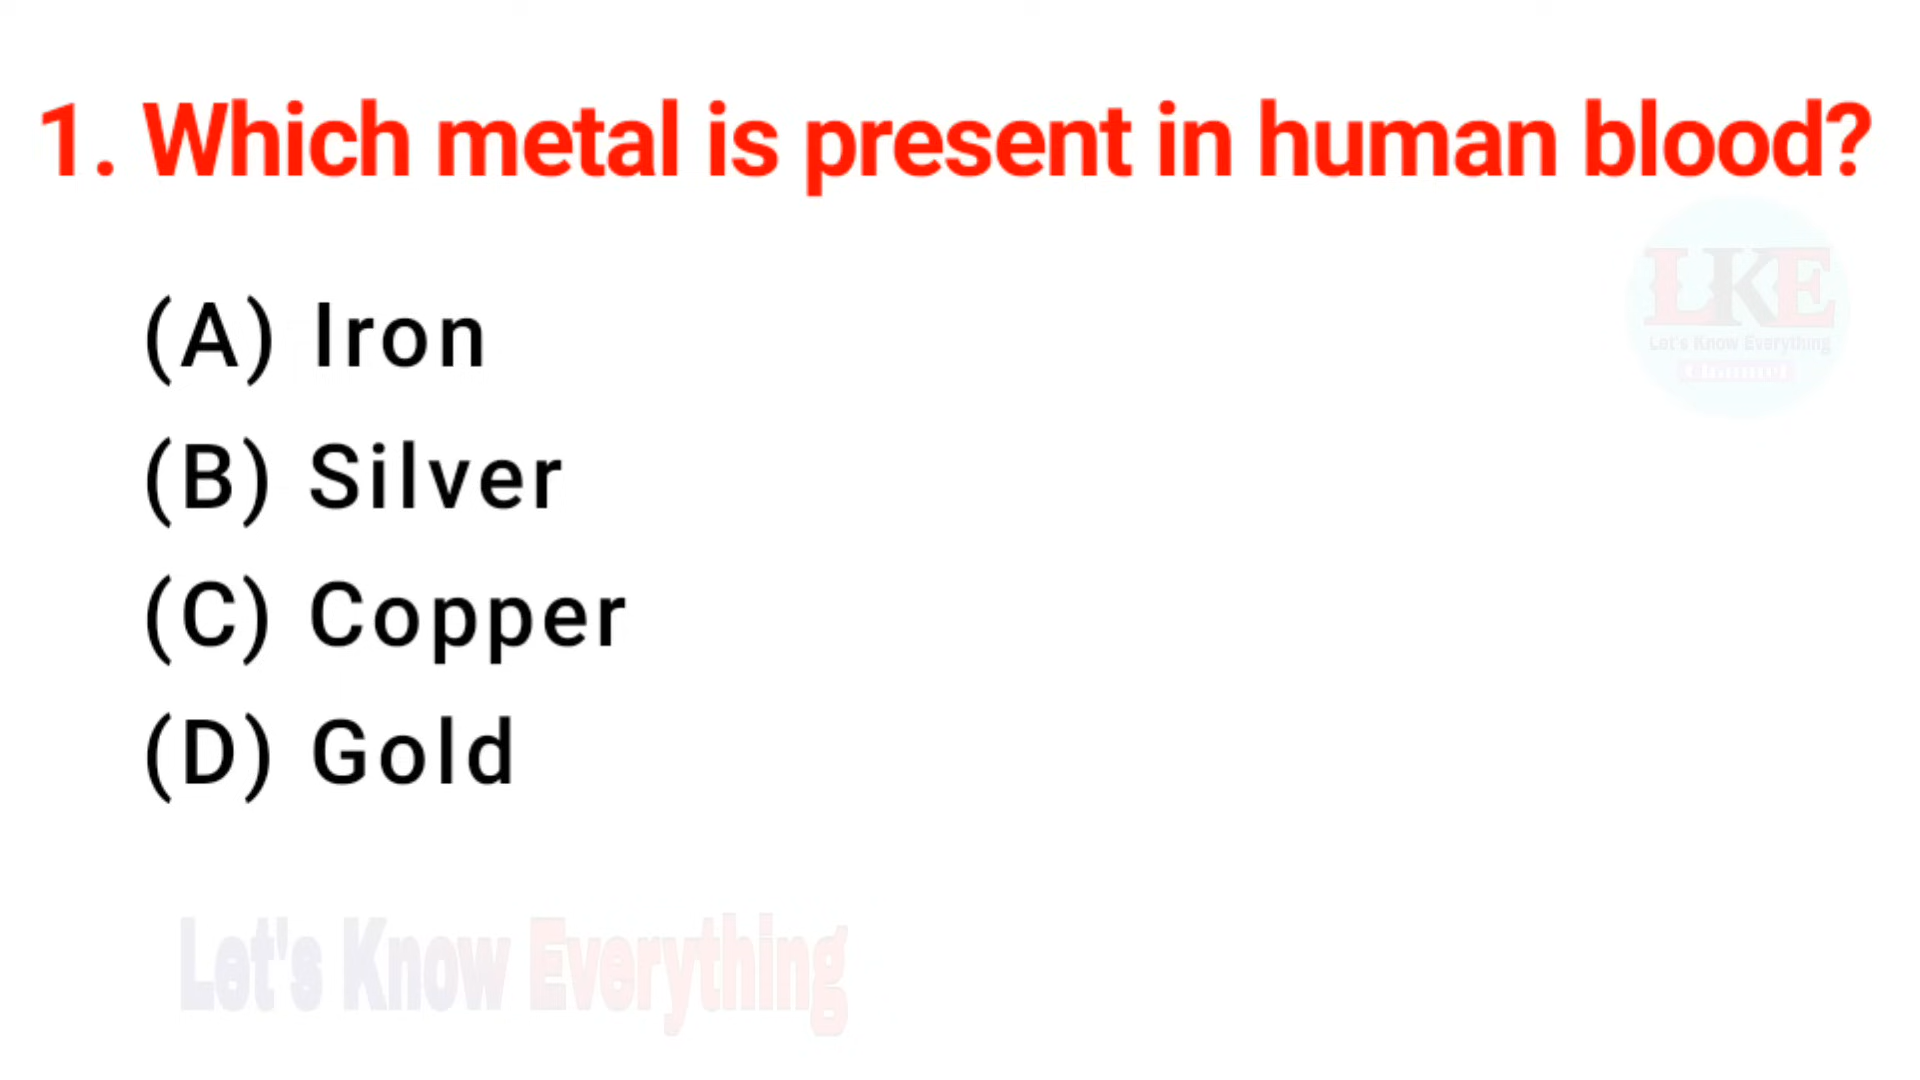 1. Which metal is present in human blood?
LKE
Let's Know Everything
Channel
(A) Iron
(B) Silver
(C) Copper
(D) Gold
Let's Know Everything